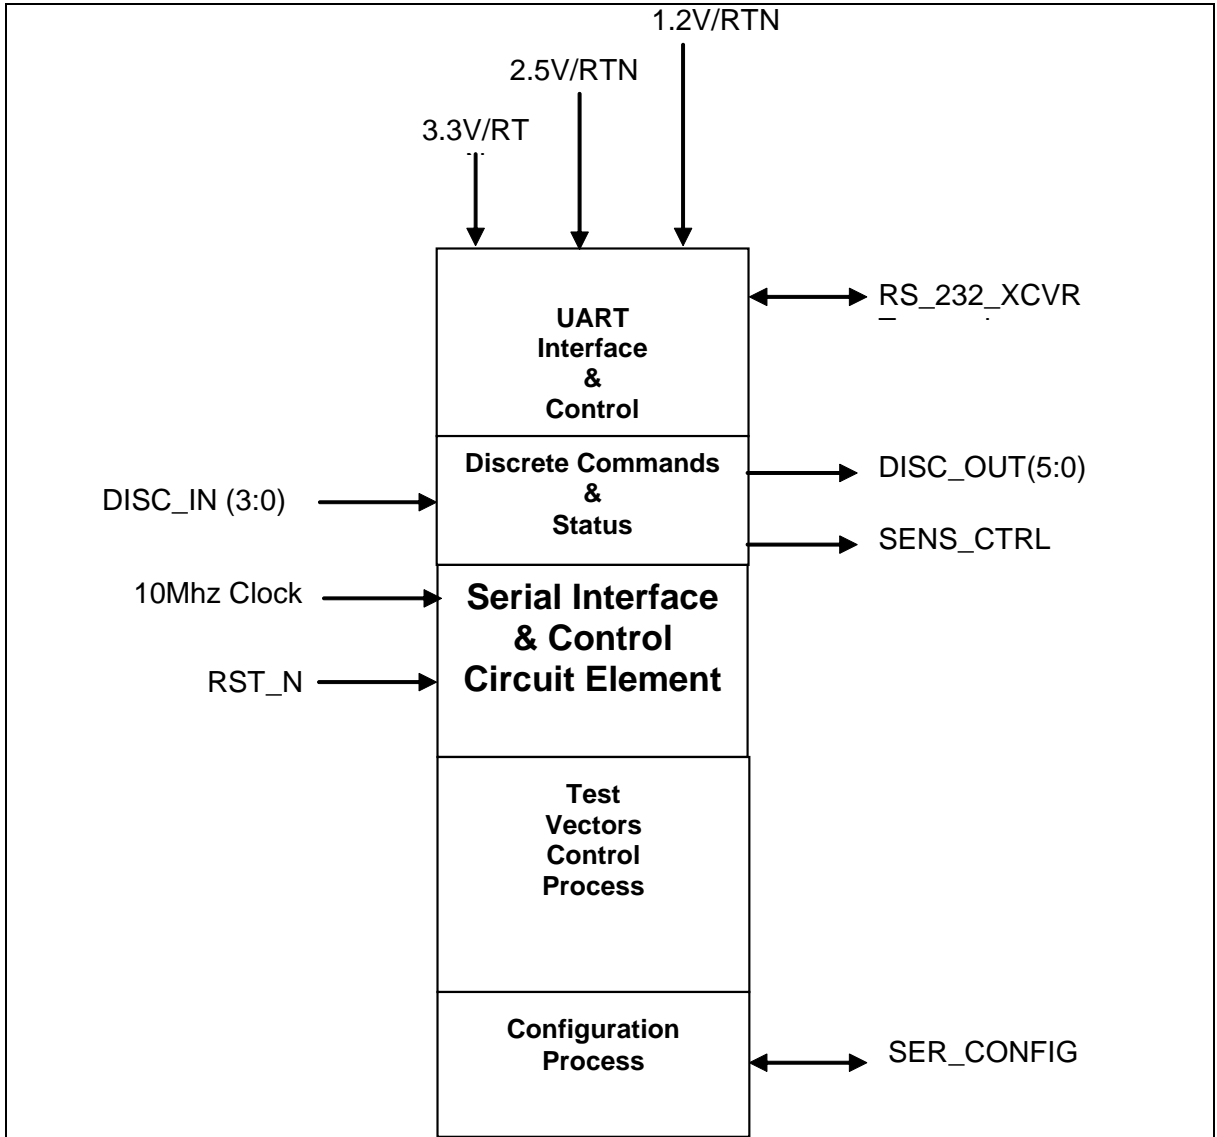 1.2V/RTN
2.5V/RTN
3.3V/RT
RS_232_XCVR
UART
Interface
&
Control
Discrete Commands
&
Status
DISC_OUT(5:0)
DISC_IN (3:0)
SENS_CTRL
10Mhz Clock
Serial Interface
& Control
Circuit Element
RST_N
Test
Vectors
Control
Process
Configuration
Process
SER_CONFIG